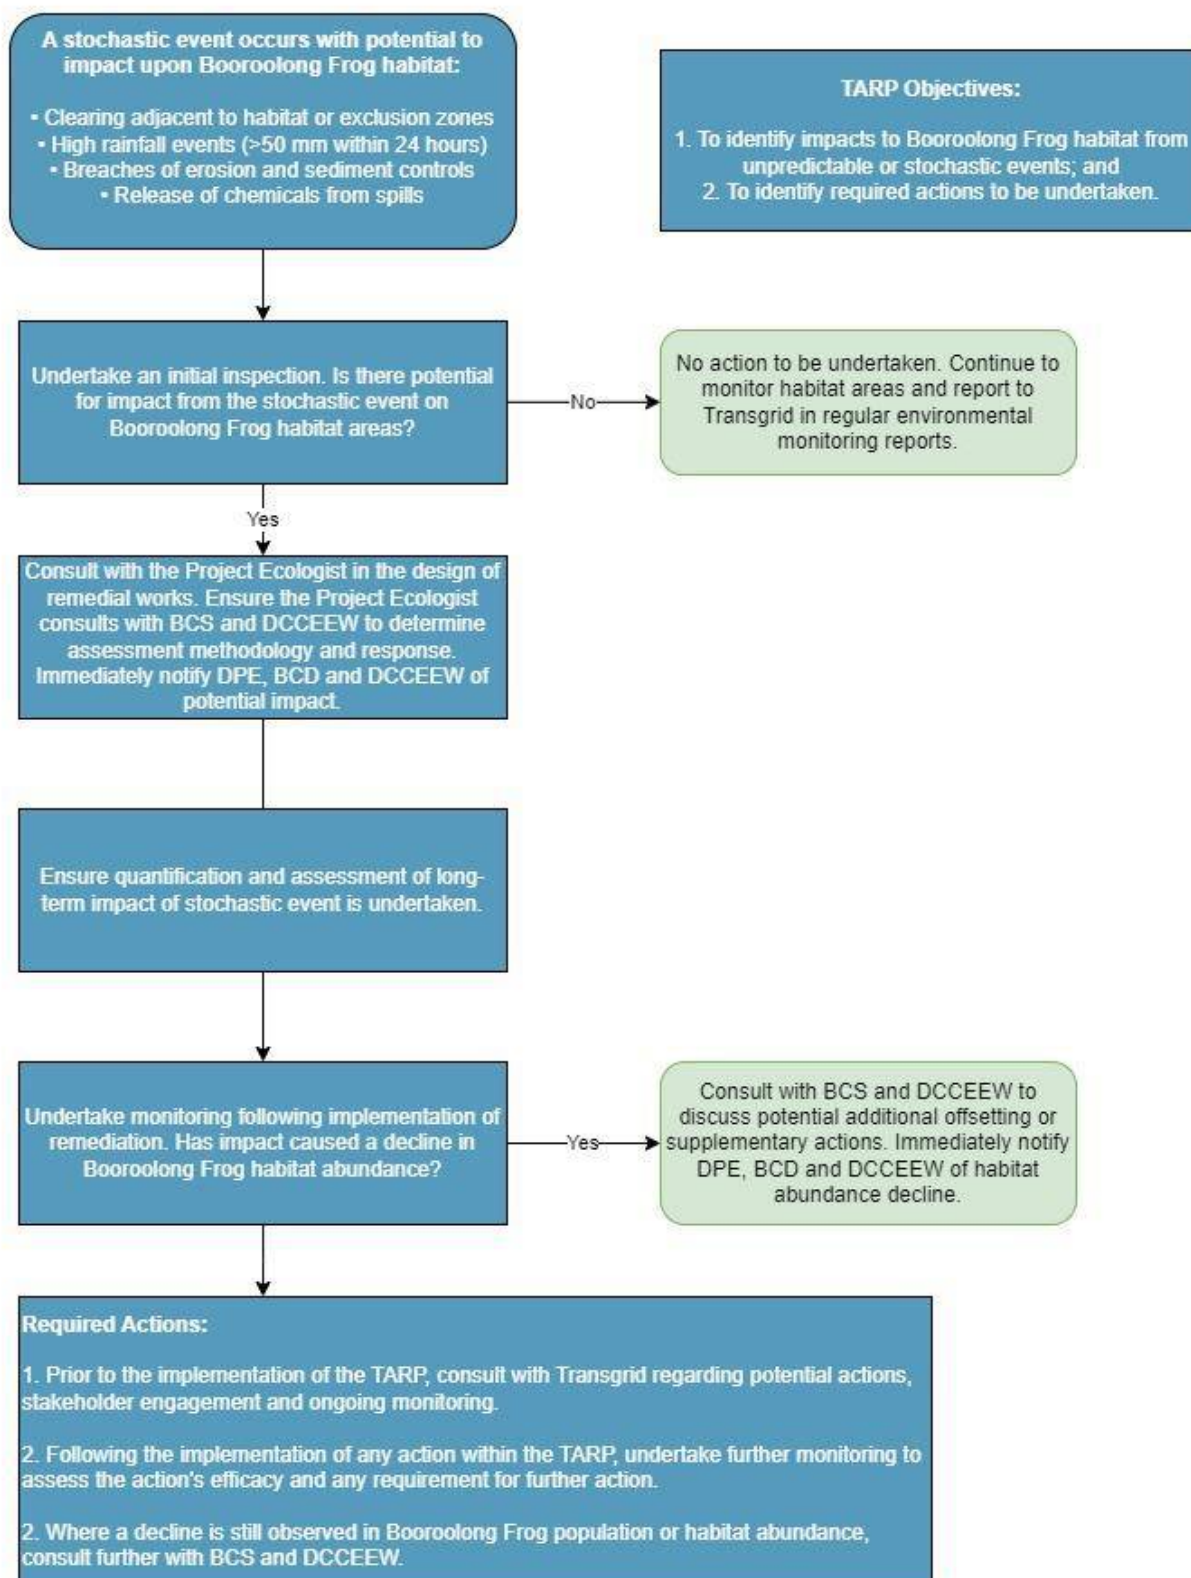 A stochastic event occurs with potential to
impact upon Booroolong Frog habitat:
• Clearing adjacent to habitat or exclusion zones
• High rainfall events (>50 mm within 24 hours)
• Breaches of erosion and sediment controls
• Release of chemicals from spills
TARP Objectives:
1. To identify impacts to Booroolong Frog habitat from
unpredictable or stochastic events; and
2. To identify required actions to be undertaken.
Undertake an initial inspection. Is there potential
for impact from the stochastic event on
Booroolong Frog habitat areas?
No
No action to be undertaken. Continue to
monitor habitat areas and report to
Transgrid in regular environmental
monitoring reports.
Yes
Consult with the Project Ecologist in the design of
remedial works. Ensure the Project Ecologist
consults with BCS and DCCEEW to determine
assessment methodology and response.
Immediately notify DPE, BCD and DCCEEW of
potential impact.
Ensure quantification and assessment of long-
term impact of stochastic event is undertaken.
Undertake monitoring following implementation of
remediation. Has impact caused a decline in
Booroolong Frog habitat abundance?
Yes
Consult with BCS and DCCEEW to
discuss potential additional offsetting or
supplementary actions. Immediately notify
DPE, BCD and DCCEEW of habitat
abundance decline.
Required Actions:
1. Prior to the implementation of the TARP, consult with Transgrid regarding potential actions,
stakeholder engagement and ongoing monitoring.
2. Following the implementation of any action within the TARP, undertake further monitoring to
assess the action's efficacy and any requirement for further action.
2. Where a decline is still observed in Booroolong Frog population or habitat abundance,
consult further with BCS and DCCEEW.